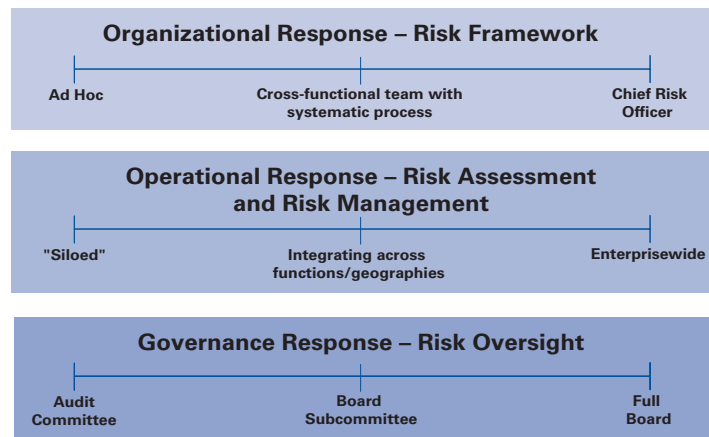 Organizational Response – Risk Framework
Ad Hoc
Cross-functional team with
systematic process
Chief Risk
Officer
Operational Response – Risk Assessment
and Risk Management
"Siloed"
Integrating across
functions/geographies
Enterprisewide
Governance Response – Risk Oversight
Audit
Committee
Board
Subcommittee
Full
Board